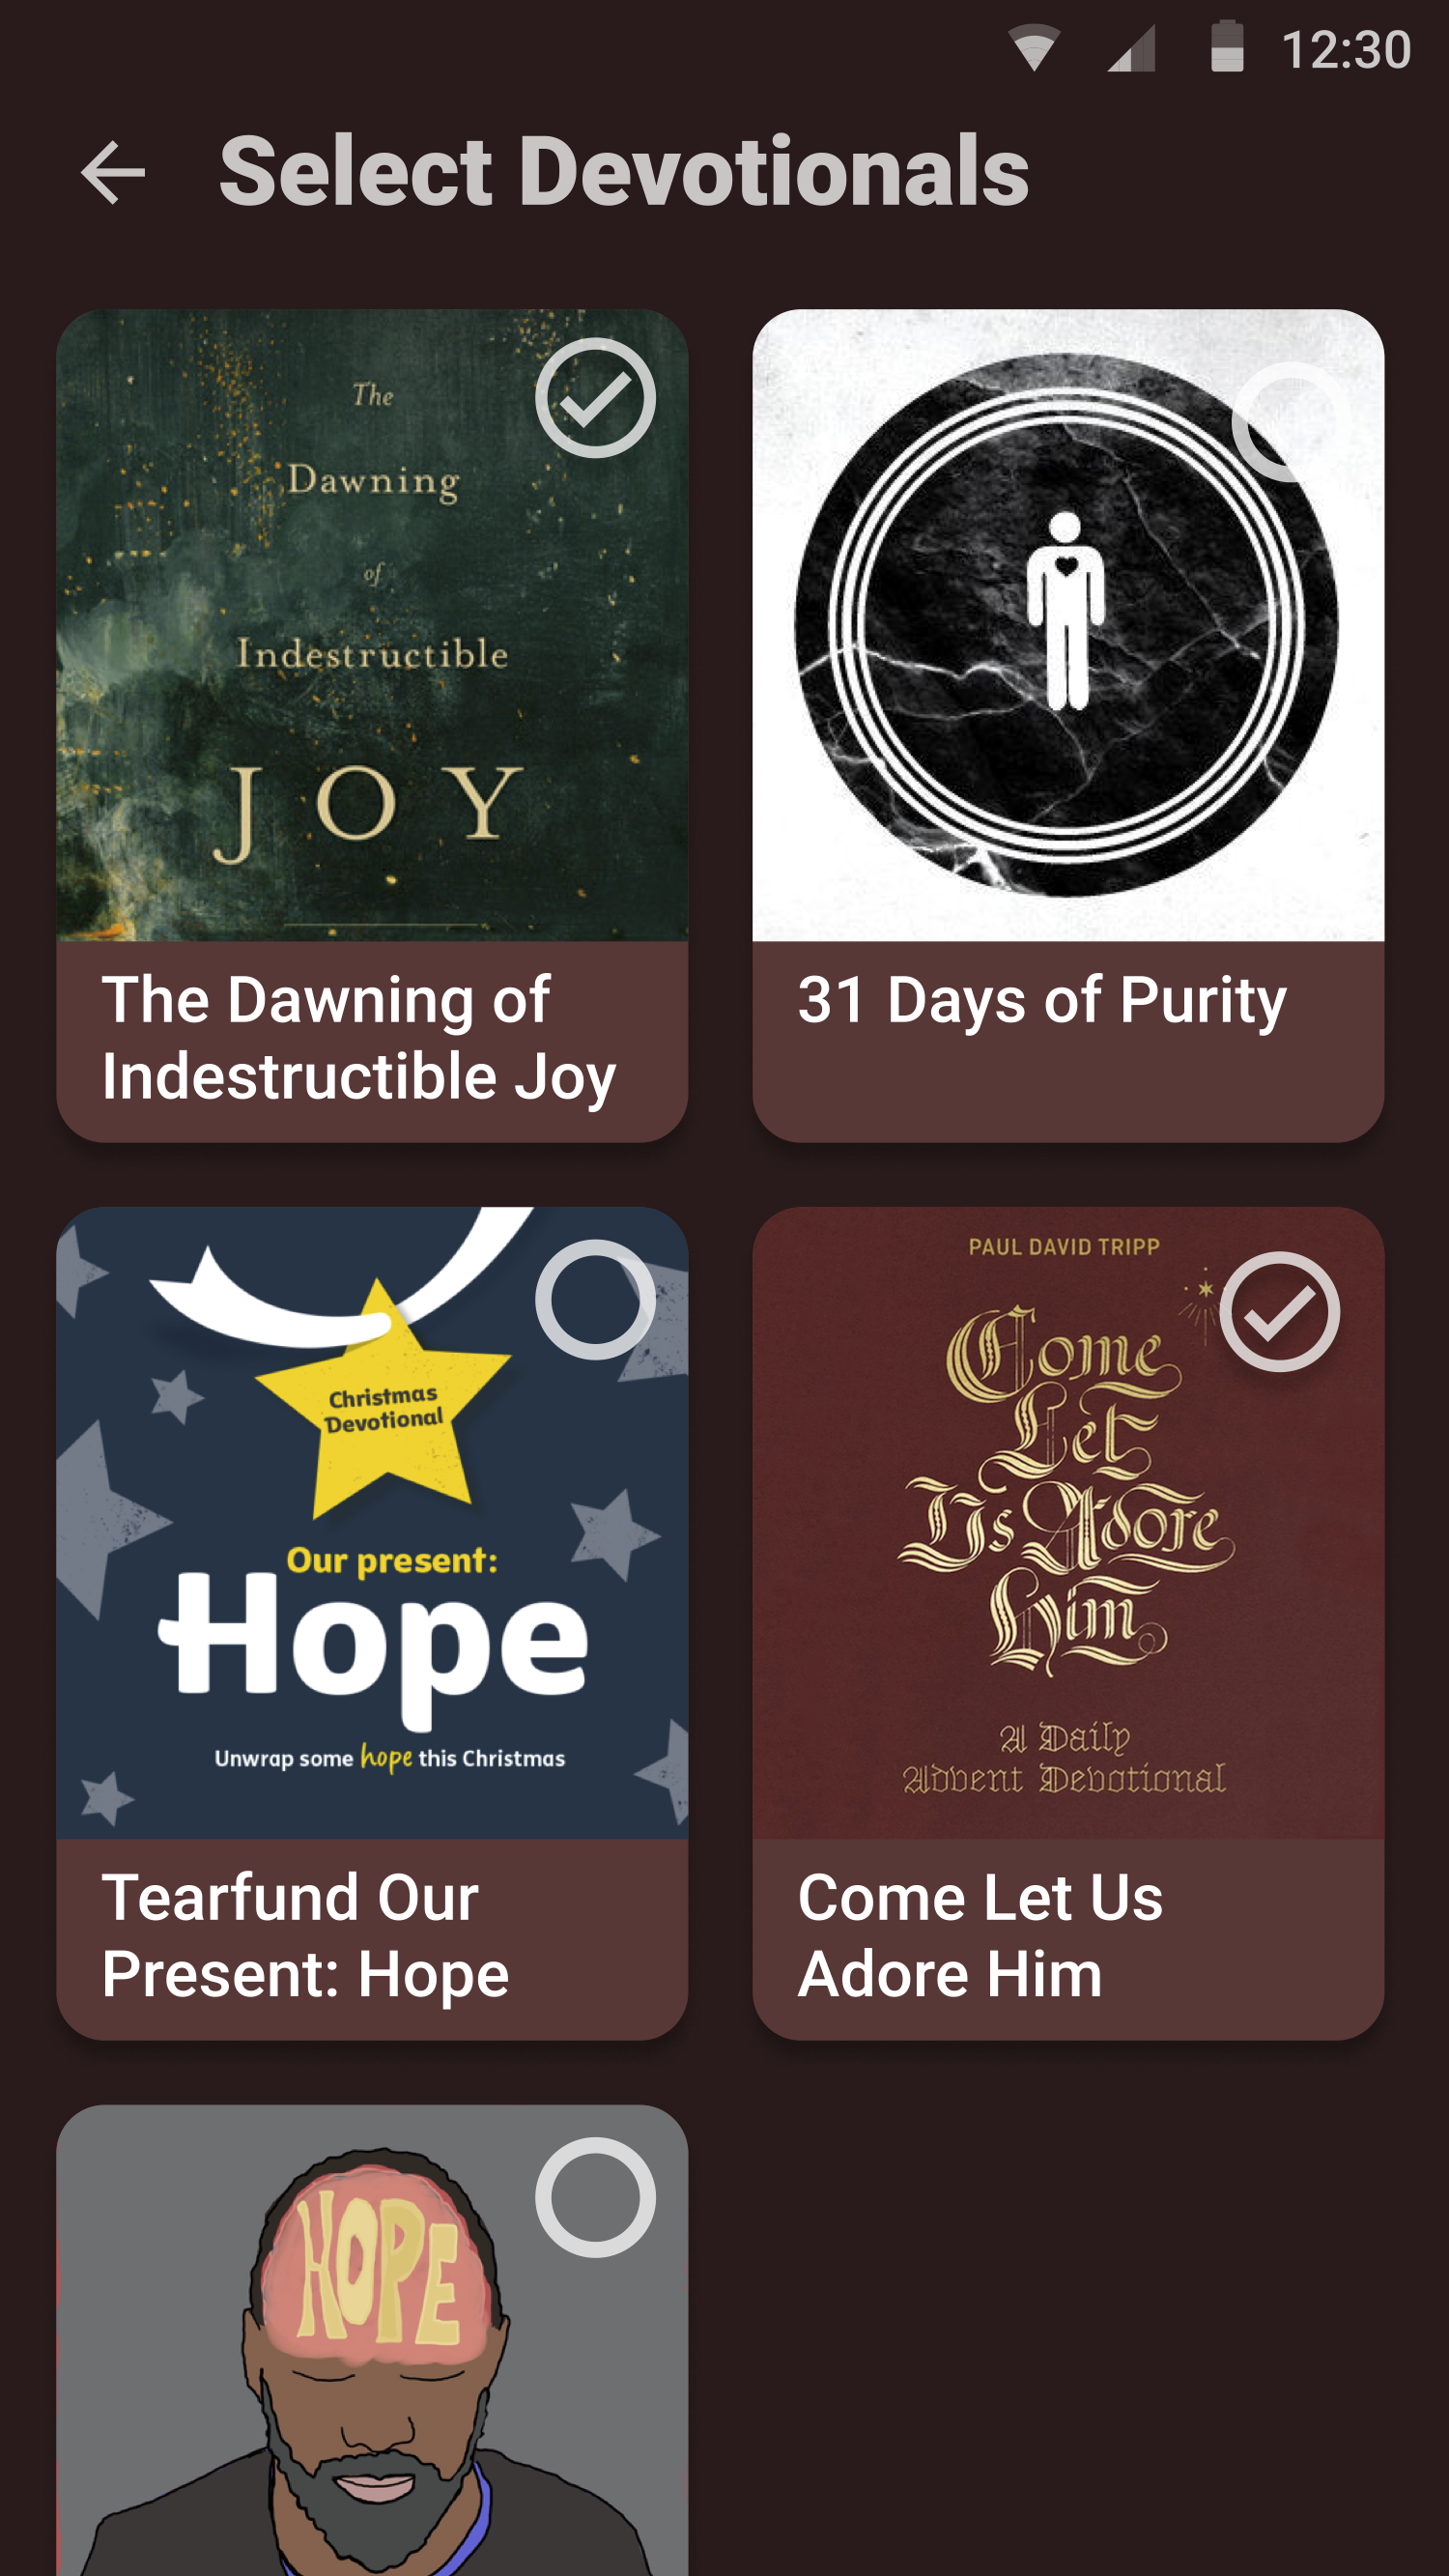 12:30
Select Devotionals
The
Dawning
of
Indestructible
JOY
The Dawning of
Indestructible Joy
31 Days of Purity
Christmas
Devotional
Our present:
Hope
Unwrap some hope this Christmas
Tearfund Our
Present: Hope
PAUL DAVID TRIPP
Come
Let
Us Adore
Him
A Daily
Advent Devotional
Come Let Us
Adore Him
HOPE